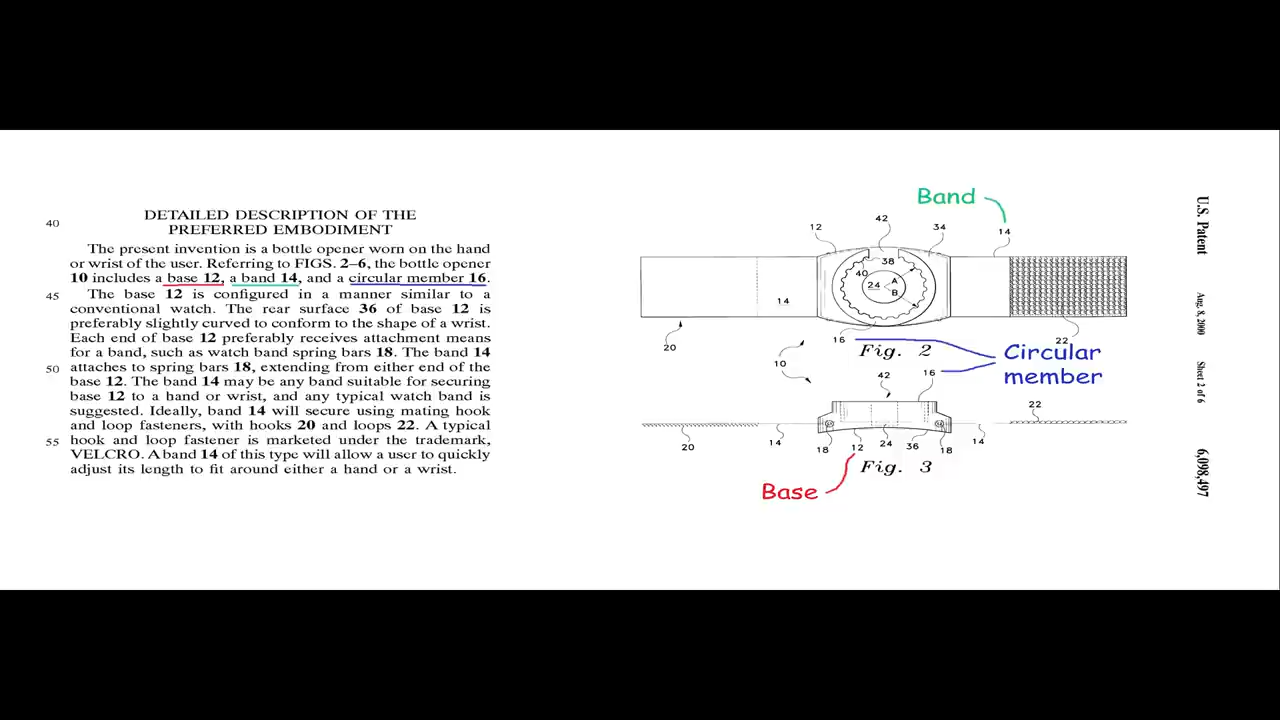 40
DETAILED DESCRIPTION OF THE
PREFERRED EMBODIMENT
The present invention is a bottle opener worn on the hand
or wrist of the user. Referring to FIGS. 2–6, the bottle opener
10 includes a base 12, a band 14, and a circular member 16.
45 The base 12 is configured in a manner similar to a
conventional watch. The rear surface 36 of base 12 is
preferably slightly curved to conform to the shape of a wrist.
Each end of base 12 preferably receives attachment means
for a band, such as watch band spring bars 18. The band 14
50 attaches to spring bars 18, extending from either end of the
base 12. The band 14 may be any band suitable for securing
base 12 to a hand or wrist, and any typical watch band is
suggested. Ideally, band 14 will secure using mating hook
and loop fasteners, with hooks 20 and loops 22. A typical
55 hook and loop fastener is marketed under the trademark,
VELCRO. A band 14 of this type will allow a user to quickly
adjust its length to fit around either a hand or a wrist.
Band
12 42 34 14
38
40
24 A
B
14
20 16 22
Fig. 2
Circular
member
10
42 16
22
20 14 18 12 24 36 18 14
Fig. 3
Base
U.S. Patent
Aug. 8, 2000
Sheet 2 of 6
6,098,497